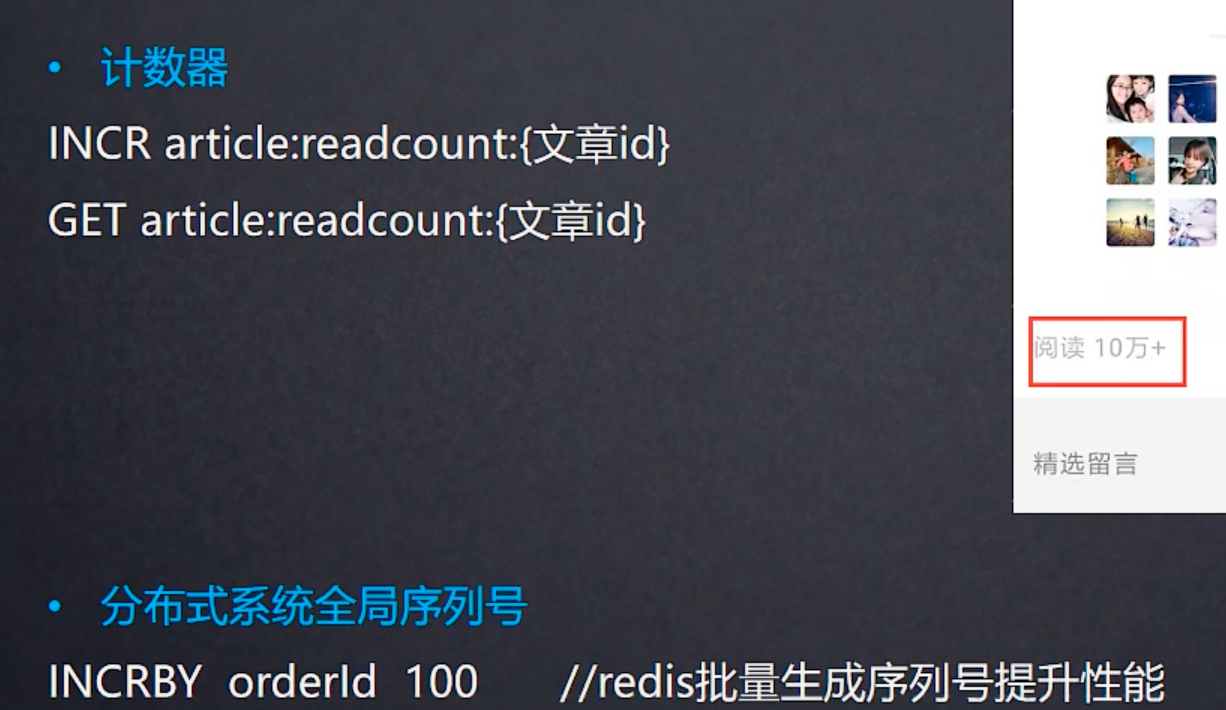 • 计数器
INCR article:readcount:{文章id}
GET article:readcount:{文章id}
阅读 10万+
精选留言
• 分布式系统全局序列号
INCRBY orderId 100 //redis批量生成序列号提升性能